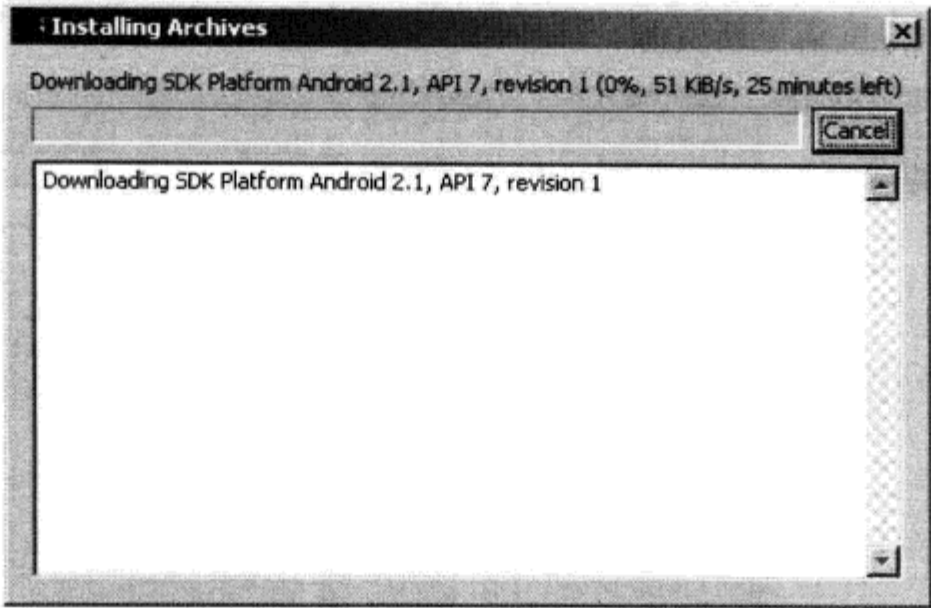 Installing Archives
Downloading SDK Platform Android 2.1, API 7, revision 1 (0%, 51 KiB/s, 25 minutes left)
Cancel
Downloading SDK Platform Android 2.1, API 7, revision 1